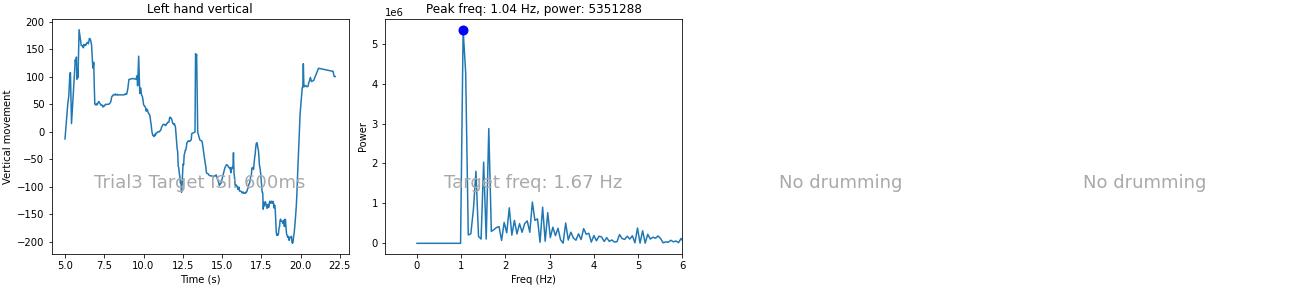 Left hand vertical
Vertical movement
200
150
100
50
0
−50
−100
−150
−200
5.0 7.5 10.0 12.5 15.0 17.5 20.0 22.5
Time (s)
Trial3 Target ISI: 600ms
Peak freq: 1.04 Hz, power: 5351288
1e6
Power
5
4
3
2
1
0
0 1 2 3 4 5 6
Freq (Hz)
Target freq: 1.67 Hz
No drumming
No drumming